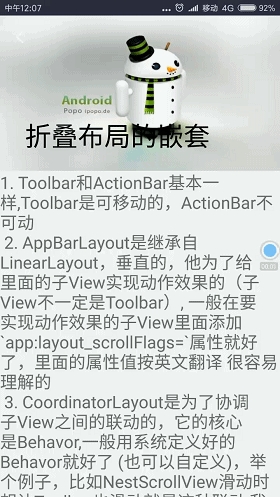 中午12:07
移动 4G 92%
Android
Popo ipopo.de
折叠布局的嵌套
1. Toolbar和ActionBar基本一
样,Toolbar是可移动的，ActionBar不
可动
2. AppBarLayout是继承自
LinearLayout，垂直的，他为了给
里面的子View实现动作效果的（子
View不一定是Toolbar）, 一般在要
实现动作效果的子View里面添加
`app:layout_scrollFlags=`属性就好
了，里面的属性值按英文翻译 很容易
理解的
3. CoordinatorLayout是为了协调
子View之间的联动的，它的核心
是Behavor,一般用系统定义好的
Behavor就好了 (也可以自定义)，举
个例子，比如NestScrollView滑动时